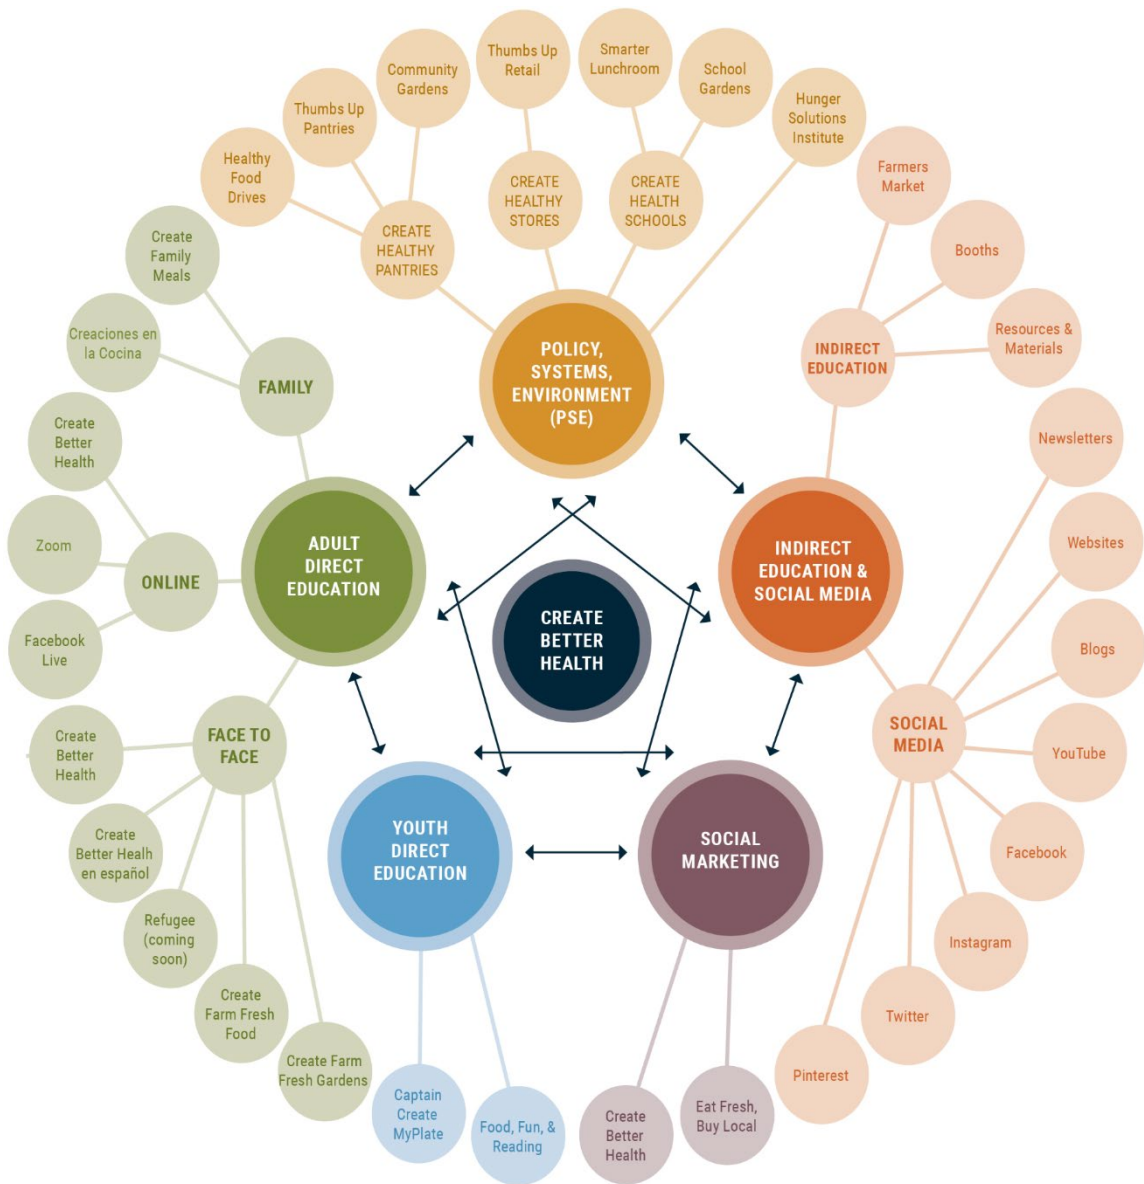 Thumbs Up
Retail
Smarter
Lunchroom
Community
Gardens
School
Gardens
Thumbs Up
Pantries
Hunger
Solutions
Institute
Healthy
Food
Drives
CREATE
HEALTHY
PANTRIES
CREATE
HEALTHY
STORES
CREATE
HEALTH
SCHOOLS
POLICY,
SYSTEMS,
ENVIRONMENT
(PSE)
Farmers
Market
Booths
Resources &
Materials
INDIRECT
EDUCATION
INDIRECT
EDUCATION &
SOCIAL MEDIA
SOCIAL
MEDIA
Newsletters
Websites
Blogs
YouTube
Facebook
Instagram
Twitter
Pinterest
Create
Family
Meals
Creaciones en
la Cocina
FAMILY
Create
Better
Health
Zoom
Facebook
Live
ONLINE
ADULT
DIRECT
EDUCATION
FACE TO
FACE
Create
Better
Health
Create
Better Healh
en español
Refugee
(coming
soon)
Create
Farm Fresh
Food
Create Farm
Fresh Gardens
CREATE
BETTER
HEALTH
YOUTH
DIRECT
EDUCATION
Captain
Create
MyPlate
Food, Fun, &
Reading
SOCIAL
MARKETING
Create
Better
Health
Eat Fresh,
Buy Local